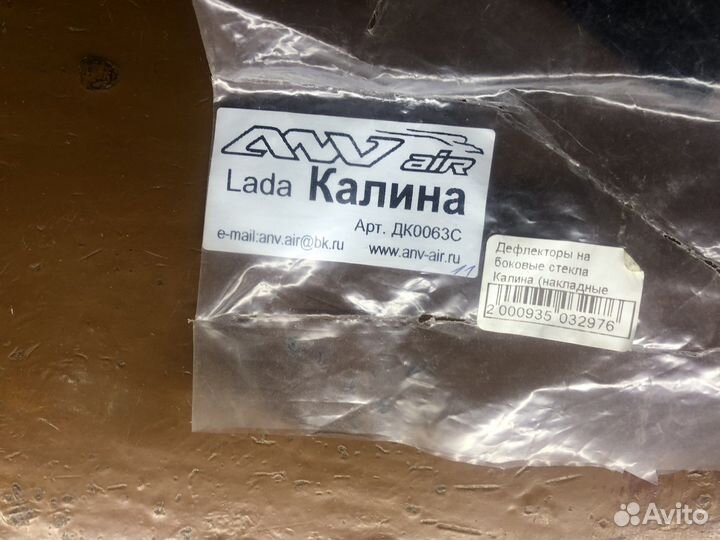 ANV air
Lada Калина
Арт. ДК0063С
e-mail:anv.air@bk.ru www.anv-air.ru
11
Дефлекторы на
боковые стекла
Калина (накладные
2 000935 032976
Avito